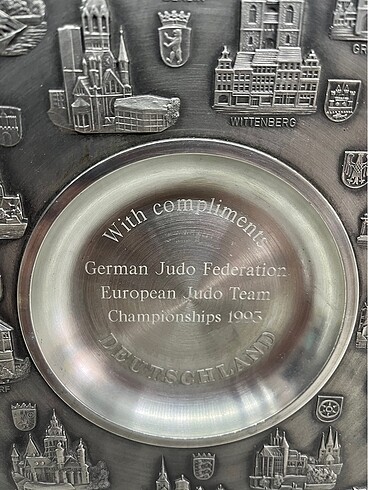 WITTENBERG
With compliments
German Judo Federation
European Judo Team
Championships 1993
DEUTSCHLAND